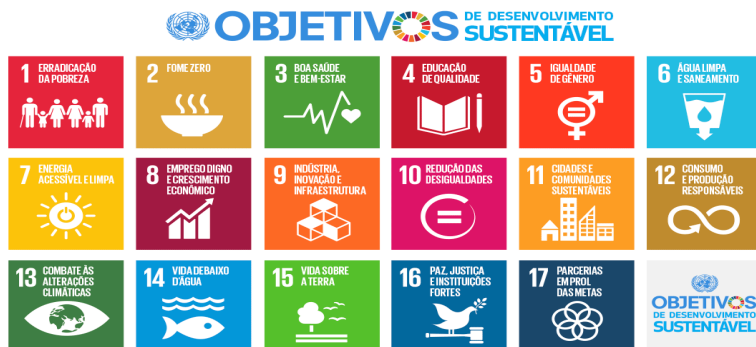 OBJETIVOS DE DESENVOLVIMENTO
SUSTENTÁVEL
1 ERRADICAÇÃO
DA POBREZA
2 FOME ZERO
3 BOA SAÚDE
E BEM-ESTAR
4 EDUCAÇÃO
DE QUALIDADE
5 IGUALDADE
DE GÊNERO
6 ÁGUA LIMPA
E SANEAMENTO
7 ENERGIA
ACESSÍVEL E LIMPA
8 EMPREGO DIGNO
E CRESCIMENTO
ECONÔMICO
9 INDÚSTRIA,
INOVAÇÃO E
INFRAESTRUTURA
10 REDUÇÃO DAS
DESIGUALDADES
11 CIDADES E
COMUNIDADES
SUSTENTÁVEIS
12 CONSUMO
E PRODUÇÃO
RESPONSÁVEIS
13 COMBATE ÀS
ALTERAÇÕES
CLIMÁTICAS
14 VIDA DEBAIXO
D'ÁGUA
15 VIDA SOBRE
A TERRA
16 PAZ, JUSTIÇA
E INSTITUIÇÕES
FORTES
17 PARCERIAS
EM PROL
DAS METAS
OBJETIVOS
DE DESENVOLVIMENTO
SUSTENTÁVEL